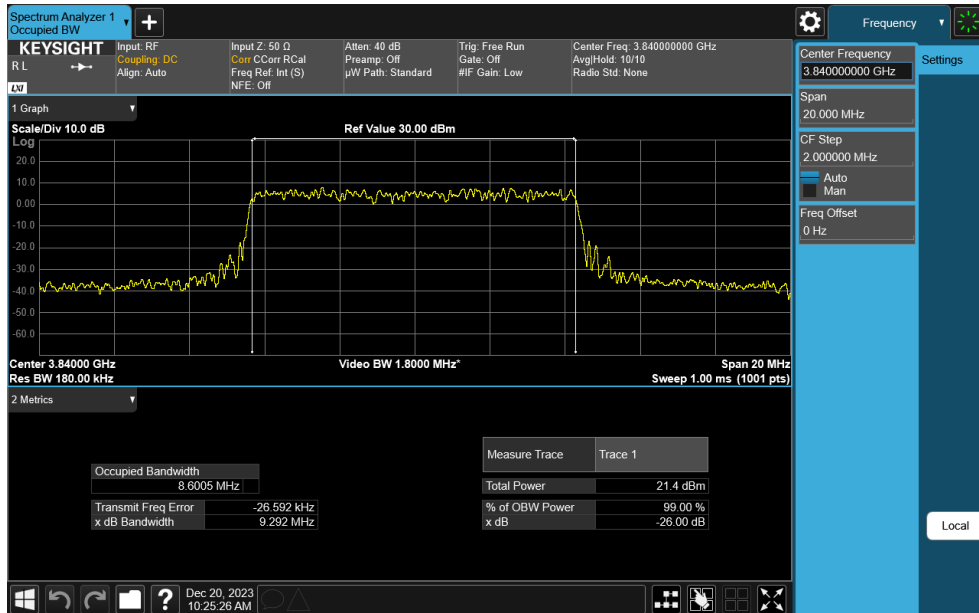 Spectrum Analyzer 1
Occupied BW
Frequency
KEYSIGHT
R L
LXI
Input: RF
Coupling: DC
Align: Auto
Input Z: 50 Ω
Corr CCorr RCal
Freq Ref: Int (S)
NFE: Off
Atten: 40 dB
Preamp: Off
µW Path: Standard
Trig: Free Run
Gate: Off
#IF Gain: Low
Center Freq: 3.840000000 GHz
Avg|Hold: 10/10
Radio Std: None
Center Frequency
3.840000000 GHz
Settings
Span
20.000 MHz
CF Step
2.000000 MHz
Auto
Man
Freq Offset
0 Hz
1 Graph
Scale/Div 10.0 dB
Ref Value 30.00 dBm
Log
20.0
10.0
0.00
-10.0
-20.0
-30.0
-40.0
-50.0
-60.0
Center 3.84000 GHz
Video BW 1.8000 MHz*
Span 20 MHz
Res BW 180.00 kHz
Sweep 1.00 ms (1001 pts)
2 Metrics
Measure Trace
Trace 1
Occupied Bandwidth
8.6005 MHz
Total Power
21.4 dBm
Transmit Freq Error
-26.592 kHz
% of OBW Power
99.00 %
x dB Bandwidth
9.292 MHz
x dB
-26.00 dB
Local
?
Dec 20, 2023
10:25:26 AM